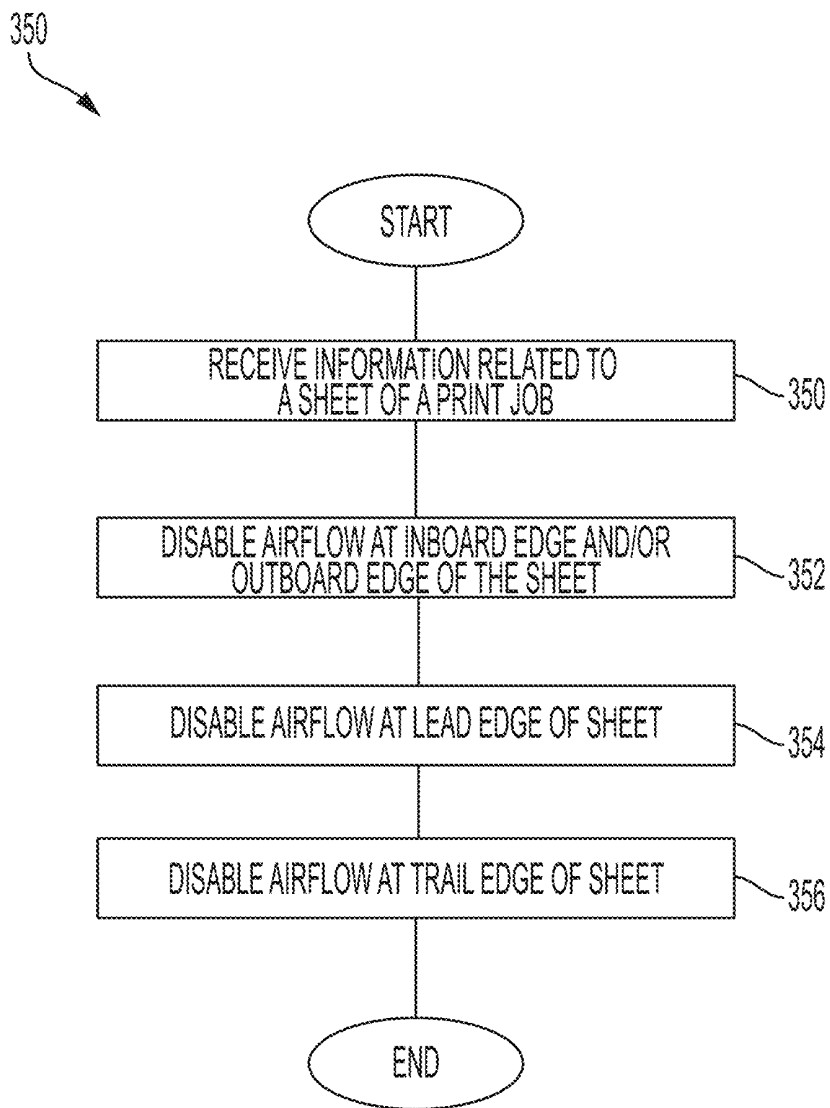 350
START
RECEIVE INFORMATION RELATED TO
A SHEET OF A PRINT JOB
350
DISABLE AIRFLOW AT INBOARD EDGE AND/OR
OUTBOARD EDGE OF THE SHEET
352
DISABLE AIRFLOW AT LEAD EDGE OF SHEET
354
DISABLE AIRFLOW AT TRAIL EDGE OF SHEET
356
END